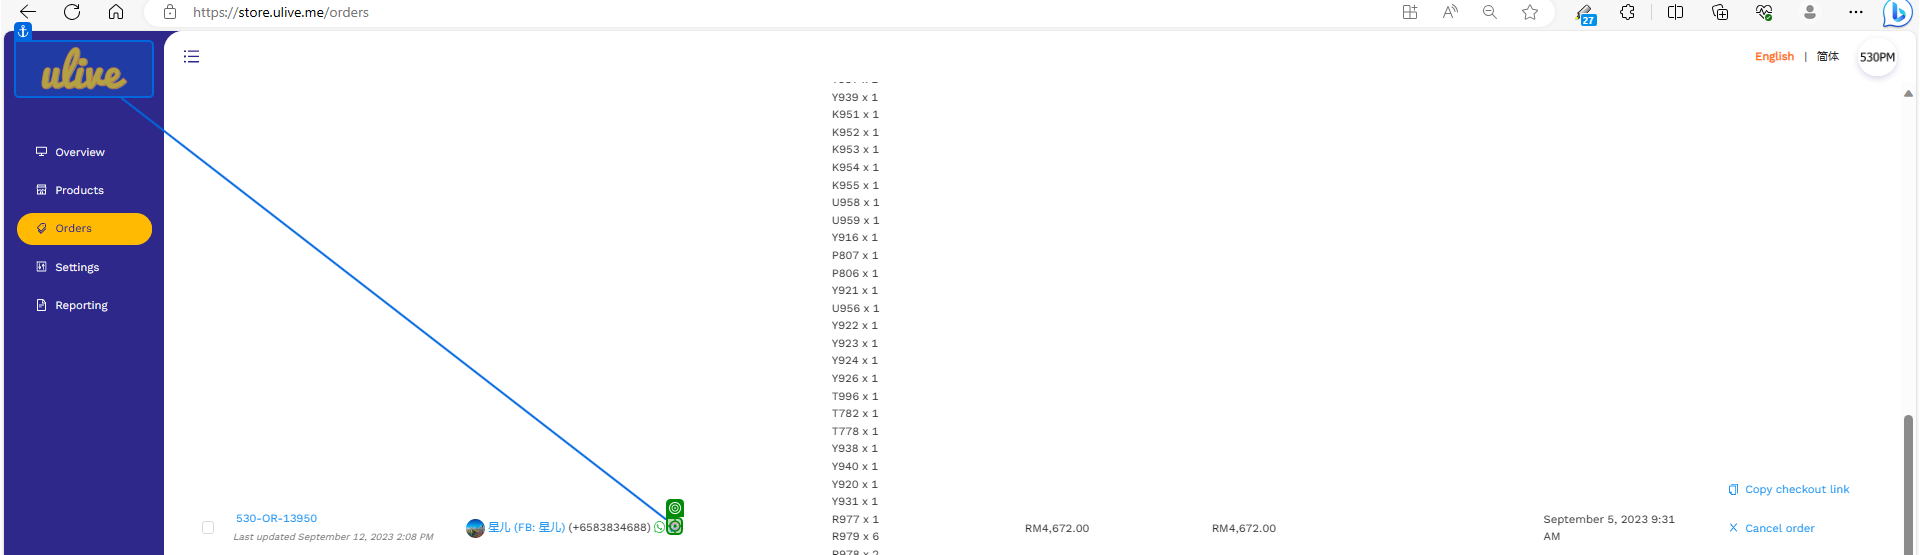 https://store.ulive.me/orders
27
ulive
English | 简体
530PM
Overview
Products
Orders
Settings
Reporting
Y939 x 1
K951 x 1
K952 x 1
K953 x 1
K954 x 1
K955 x 1
U958 x 1
U959 x 1
Y916 x 1
P807 x 1
P806 x 1
Y921 x 1
U956 x 1
Y922 x 1
Y923 x 1
Y924 x 1
Y926 x 1
T996 x 1
T782 x 1
T778 x 1
Y938 x 1
Y940 x 1
Y920 x 1
Y931 x 1
R977 x 1
R979 x 6
R978 x 2
530-OR-13950
Last updated September 12, 2023 2:08 PM
星儿 (FB: 星儿) (+6583834688)
RM4,672.00
RM4,672.00
September 5, 2023 9:31
AM
Copy checkout link
Cancel order